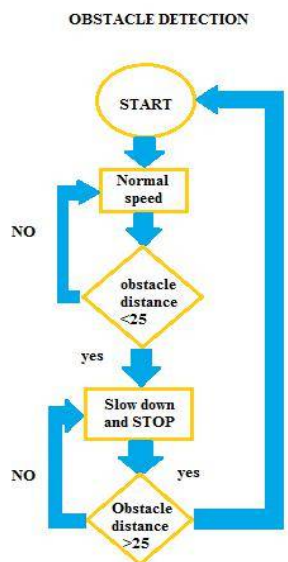 OBSTACLE DETECTION
START
Normal
speed
NO
obstacle
distance
<25
yes
Slow down
and STOP
yes
NO
Obstacle
distance
>25